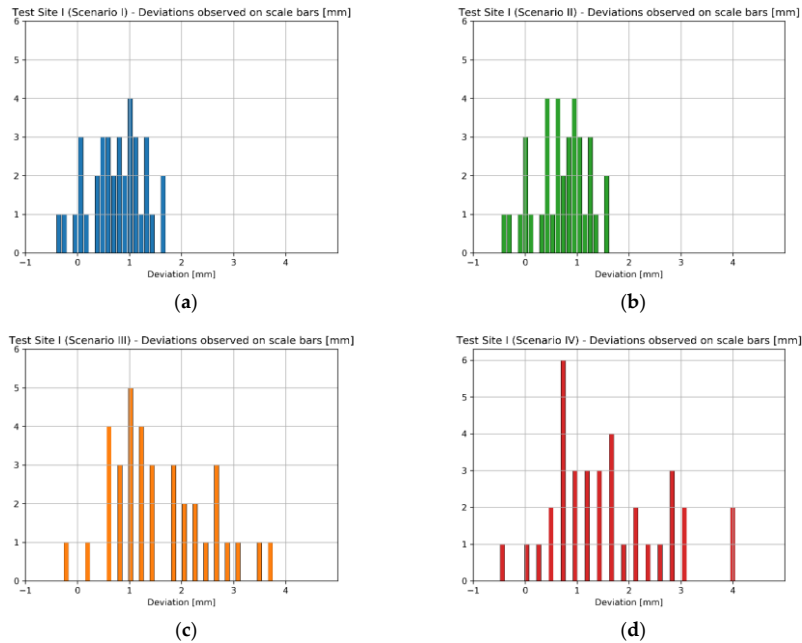 Test Site I (Scenario I) - Deviations observed on scale bars [mm]
6
5
4
3
2
1
0
−1 0 1 2 3 4
Deviation [mm]
(a)
Test Site I (Scenario II) - Deviations observed on scale bars [mm]
6
5
4
3
2
1
0
−1 0 1 2 3 4
Deviation [mm]
(b)
Test Site I (Scenario III) - Deviations observed on scale bars [mm]
6
5
4
3
2
1
0
−1 0 1 2 3 4
Deviation [mm]
(c)
Test Site I (Scenario IV) - Deviations observed on scale bars [mm]
6
5
4
3
2
1
0
−1 0 1 2 3 4
Deviation [mm]
(d)